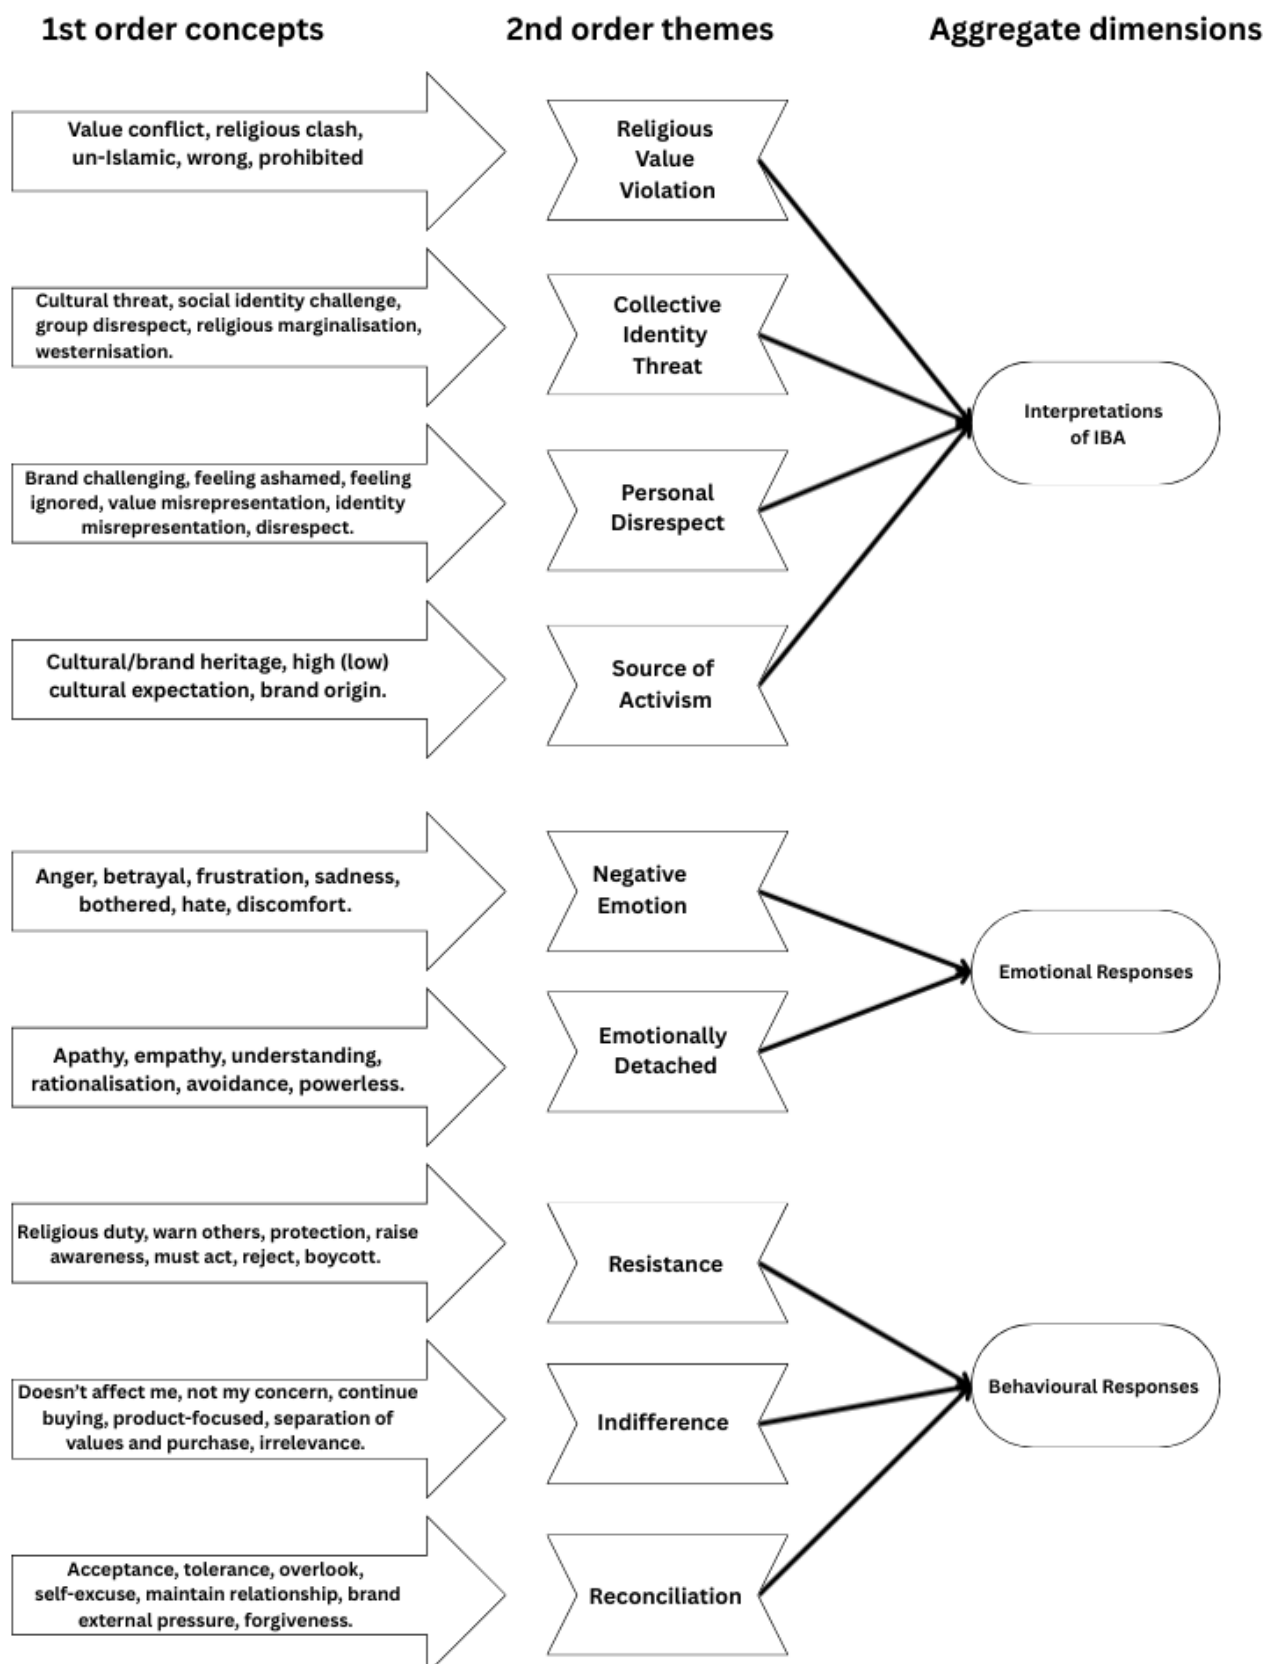 1st order concepts
2nd order themes
Aggregate dimensions
Value conflict, religious clash,
un-Islamic, wrong, prohibited
Religious
Value
Violation
Cultural threat, social identity challenge,
group disrespect, religious marginalisation,
westernisation.
Collective
Identity
Threat
Brand challenging, feeling ashamed, feeling
ignored, value misrepresentation, identity
misrepresentation, disrespect.
Personal
Disrespect
Cultural/brand heritage, high (low)
cultural expectation, brand origin.
Source of
Activism
Interpretations
of IBA
Anger, betrayal, frustration, sadness,
bothered, hate, discomfort.
Negative
Emotion
Apathy, empathy, understanding,
rationalisation, avoidance, powerless.
Emotionally
Detached
Emotional Responses
Religious duty, warn others, protection, raise
awareness, must act, reject, boycott.
Resistance
Doesn't affect me, not my concern, continue
buying, product-focused, separation of
values and purchase, irrelevance.
Indifference
Acceptance, tolerance, overlook,
self-excuse, maintain relationship, brand
external pressure, forgiveness.
Reconciliation
Behavioural Responses